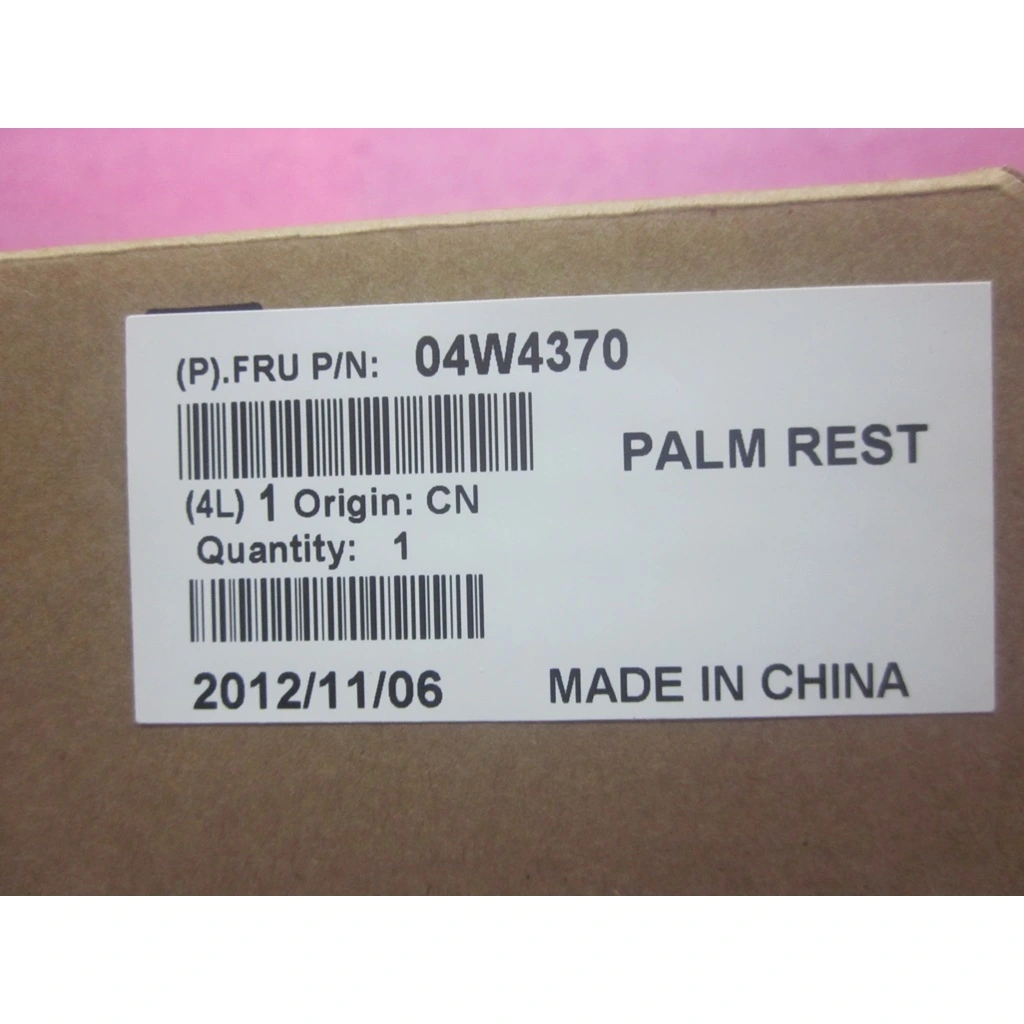 (P).FRU P/N: 04W4370
PALM REST
(4L) 1 Origin: CN
Quantity: 1
2012/11/06
MADE IN CHINA